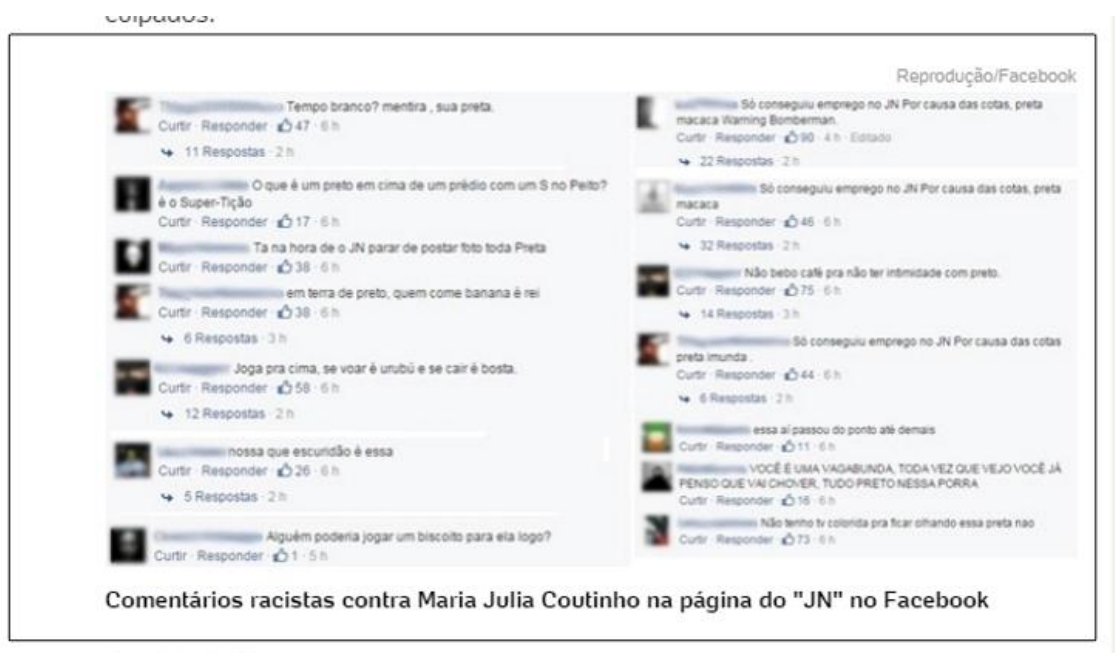 culpados.
Reprodução/Facebook
Tempo branco? mentira , sua preta.
Curtir · Responder · 47 · 6 h
11 Respostas · 2 h
O que é um preto em cima de um prédio com um S no Peito?
é o Super-Tição
Curtir · Responder · 17 · 6 h
Ta na hora de o JN parar de postar foto toda Preta
Curtir · Responder · 38 · 6 h
em terra de preto, quem come banana é rei
Curtir · Responder · 38 · 6 h
6 Respostas · 3 h
Joga pra cima, se voar é urubú e se cair é bosta.
Curtir · Responder · 58 · 6 h
12 Respostas · 2 h
nossa que escuridão é essa
Curtir · Responder · 26 · 6 h
5 Respostas · 2 h
Alguém poderia jogar um biscoito para ela logo?
Curtir · Responder · 1 · 5 h
Só conseguiu emprego no JN Por causa das cotas, preta
macaca Warning Bomberman.
Curtir · Responder · 90 · 4 h · Editado
22 Respostas · 2 h
Só conseguiu emprego no JN Por causa das cotas, preta
macaca
Curtir · Responder · 46 · 6 h
32 Respostas · 2 h
Não bebo café pra não ter intimidade com preto.
Curtir · Responder · 75 · 6 h
14 Respostas · 3 h
Só conseguiu emprego no JN Por causa das cotas
preta imunda .
Curtir · Responder · 44 · 6 h
6 Respostas · 2 h
essa aí passou do ponto até demais
Curtir · Responder · 11 · 6 h
VOCÊ É UMA VAGABUNDA, TODA VEZ QUE VEJO VOCÊ JÁ
PENSO QUE VAI CHOVER, TUDO PRETO NESSA PORRA
Curtir · Responder · 16 · 6 h
Não tenho tv colorida pra ficar olhando essa preta nao
Curtir · Responder · 73 · 6 h
Comentários racistas contra Maria Julia Coutinho na página do "JN" no Facebook